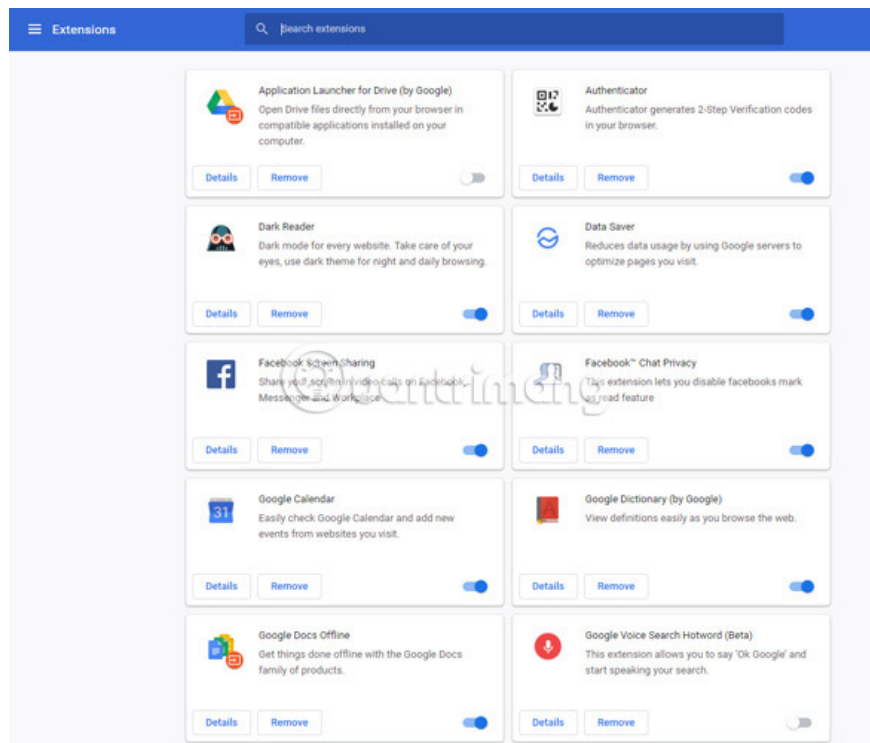 Extensions
Search extensions
Application Launcher for Drive (by Google)
Open Drive files directly from your browser in
compatible applications installed on your
computer.
Details Remove
Authenticator
Authenticator generates 2-Step Verification codes
in your browser.
Details Remove
Dark Reader
Dark mode for every website. Take care of your
eyes, use dark theme for night and daily browsing.
Details Remove
Data Saver
Reduces data usage by using Google servers to
optimize pages you visit.
Details Remove
Facebook Screen Sharing
Share your screen in video calls on Facebook,
Messenger and Workplace
Details Remove
Facebook™ Chat Privacy
This extension lets you disable facebooks mark
as read feature
Details Remove
quantrimang
31
Google Calendar
Easily check Google Calendar and add new
events from websites you visit.
Details Remove
A
Google Dictionary (by Google)
View definitions easily as you browse the web.
Details Remove
Google Docs Offline
Get things done offline with the Google Docs
family of products.
Details Remove
Google Voice Search Hotword (Beta)
This extension allows you to say 'Ok Google' and
start speaking your search.
Details Remove